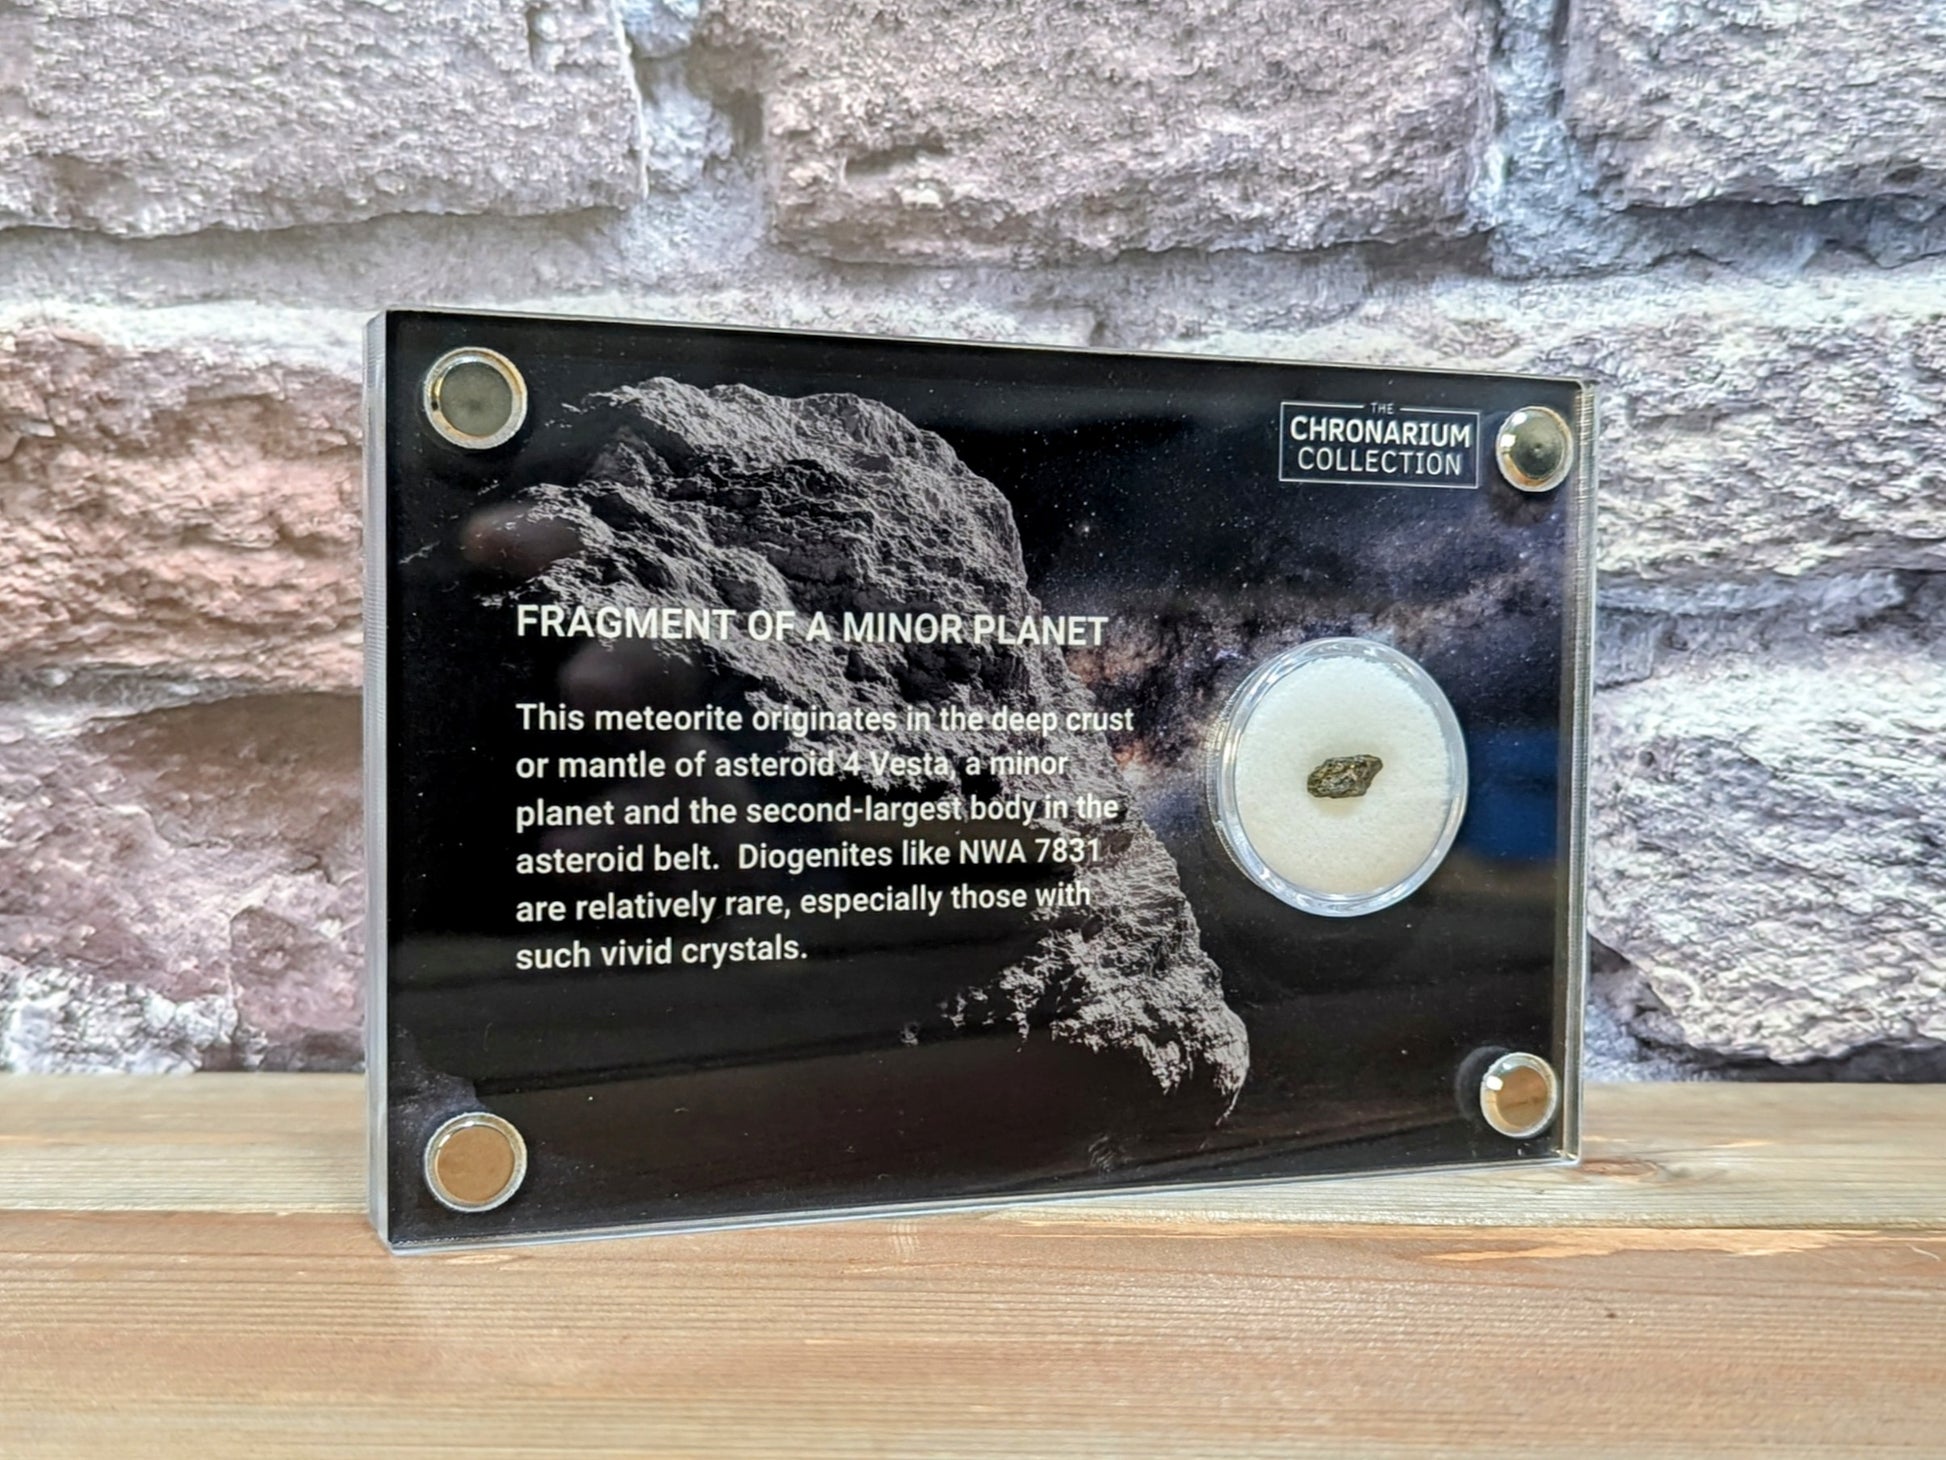 THE
CHRONARIUM
COLLECTION
FRAGMENT OF A MINOR PLANET
This meteorite originates in the deep crust
or mantle of asteroid 4 Vesta, a minor
planet and the second-largest body in the
asteroid belt. Diogenites like NWA 7831
are relatively rare, especially those with
such vivid crystals.